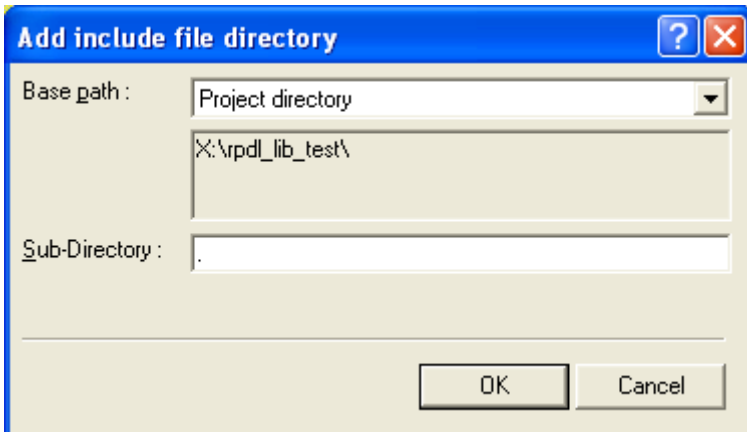 Add include file directory
Base path :
Project directory
X:\rpdl_lib_test\
Sub-Directory :
.
OK
Cancel